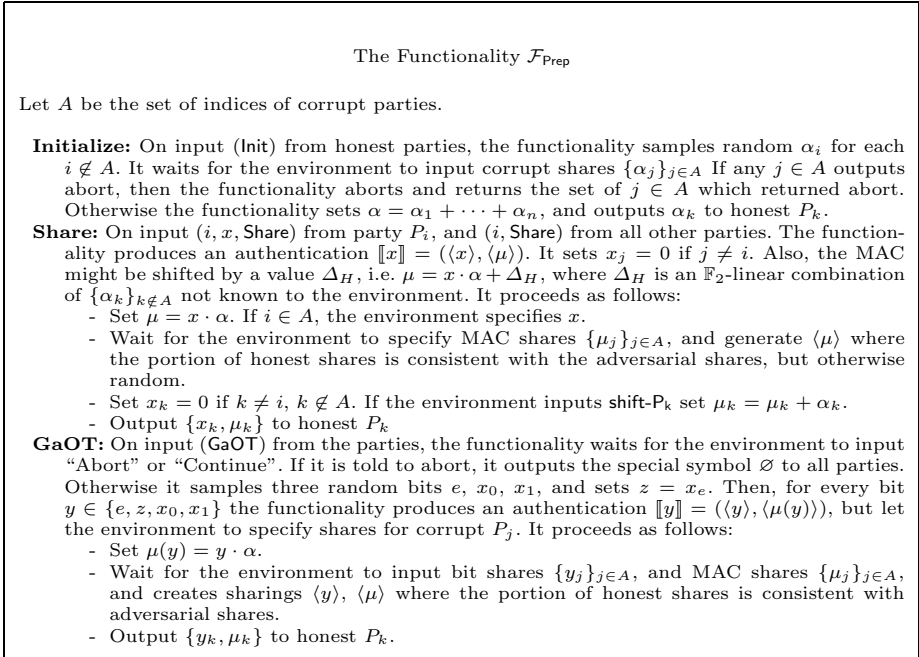 The Functionality 𝓕_Prep
Let A be the set of indices of corrupt parties.
Initialize: On input (Init) from honest parties, the functionality samples random α_i for each
i ∉ A. It waits for the environment to input corrupt shares {α_j}_{j∈A} If any j ∈ A outputs
abort, then the functionality aborts and returns the set of j ∈ A which returned abort.
Otherwise the functionality sets α = α_1 + · · · + α_n, and outputs α_k to honest P_k.
Share: On input (i, x, Share) from party P_i, and (i, Share) from all other parties. The function-
ality produces an authentication ⟦x⟧ = (⟨x⟩, ⟨μ⟩). It sets x_j = 0 if j ≠ i. Also, the MAC
might be shifted by a value Δ_H, i.e. μ = x · α + Δ_H, where Δ_H is an 𝔽_2-linear combination
of {α_k}_{k∉A} not known to the environment. It proceeds as follows:
- Set μ = x · α. If i ∈ A, the environment specifies x.
- Wait for the environment to specify MAC shares {μ_j}_{j∈A}, and generate ⟨μ⟩ where
the portion of honest shares is consistent with the adversarial shares, but otherwise
random.
- Set x_k = 0 if k ≠ i, k ∉ A. If the environment inputs shift-P_k set μ_k = μ_k + α_k.
- Output {x_k, μ_k} to honest P_k
GaOT: On input (GaOT) from the parties, the functionality waits for the environment to input
“Abort” or “Continue”. If it is told to abort, it outputs the special symbol ∅ to all parties.
Otherwise it samples three random bits e, x_0, x_1, and sets z = x_e. Then, for every bit
y ∈ {e, z, x_0, x_1} the functionality produces an authentication ⟦y⟧ = (⟨y⟩, ⟨μ(y)⟩), but let
the environment to specify shares for corrupt P_j. It proceeds as follows:
- Set μ(y) = y · α.
- Wait for the environment to input bit shares {y_j}_{j∈A}, and MAC shares {μ_j}_{j∈A},
and creates sharings ⟨y⟩, ⟨μ⟩ where the portion of honest shares is consistent with
adversarial shares.
- Output {y_k, μ_k} to honest P_k.